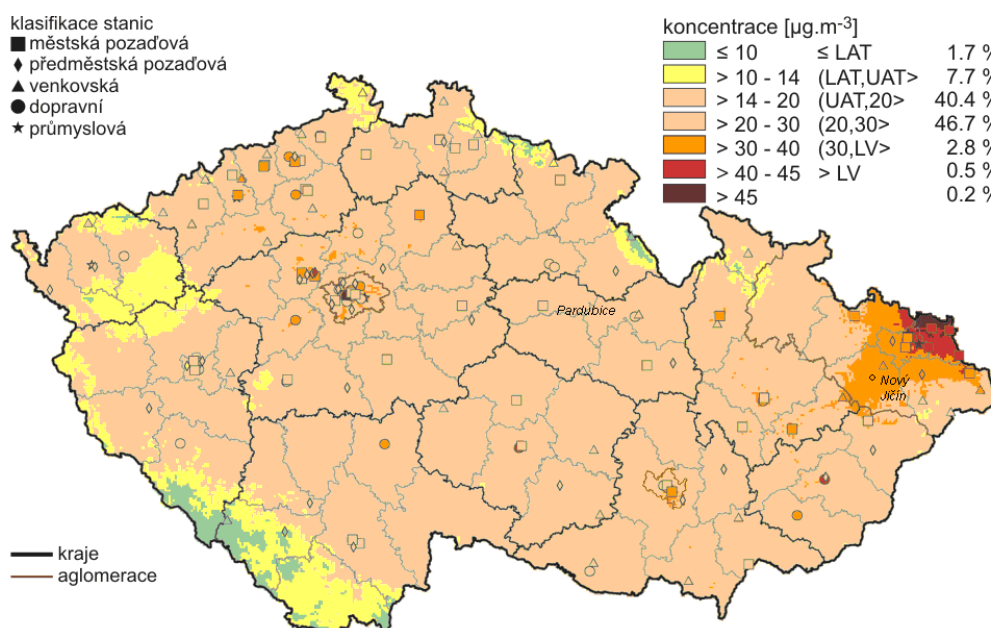 klasifikace stanic
městská pozaďová
předměstská pozaďová
venkovská
dopravní
průmyslová
koncentrace [µg.m-3]
≤ 10 ≤ LAT 1.7 %
> 10 - 14 (LAT,UAT> 7.7 %
> 14 - 20 (UAT,20> 40.4 %
> 20 - 30 (20,30> 46.7 %
> 30 - 40 (30,LV> 2.8 %
> 40 - 45 > LV 0.5 %
> 45 0.2 %
Pardubice
Nový
Jičín
kraje
aglomerace